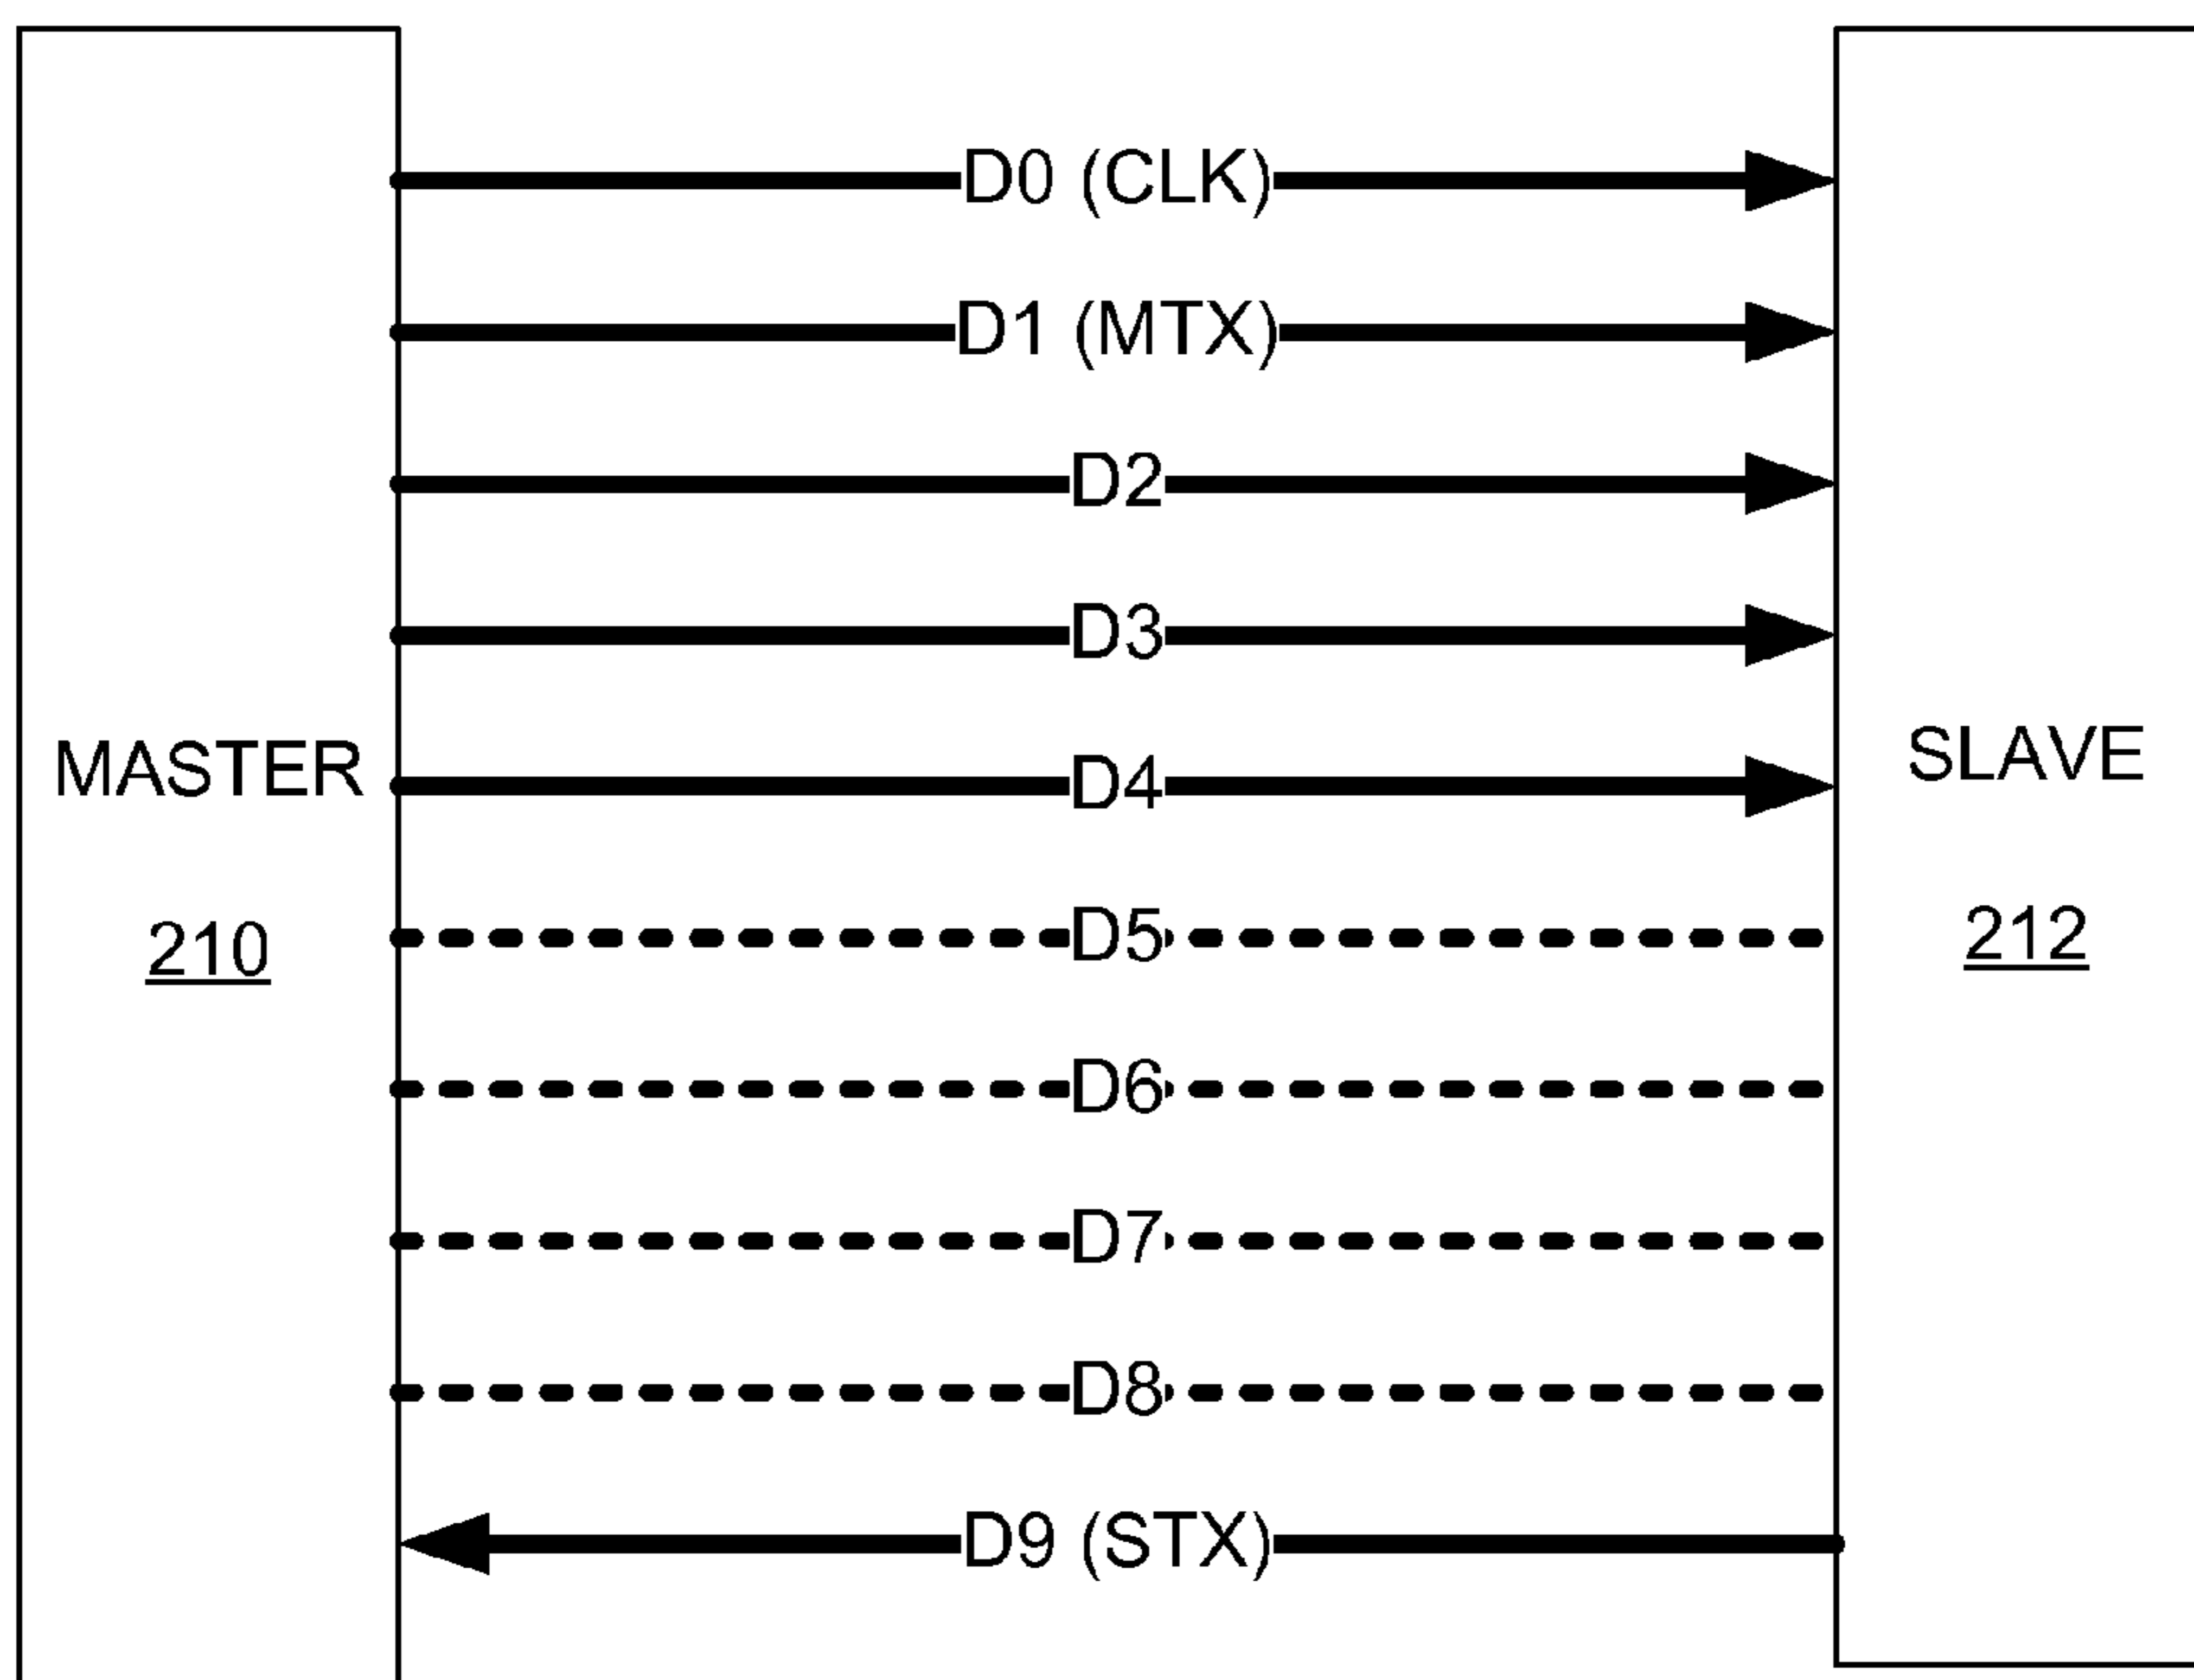 D0 (CLK)
D1 (MTX)
D2
D3
D4
MASTER
210
SLAVE
212
D5
D6
D7
D8
D9 (STX)